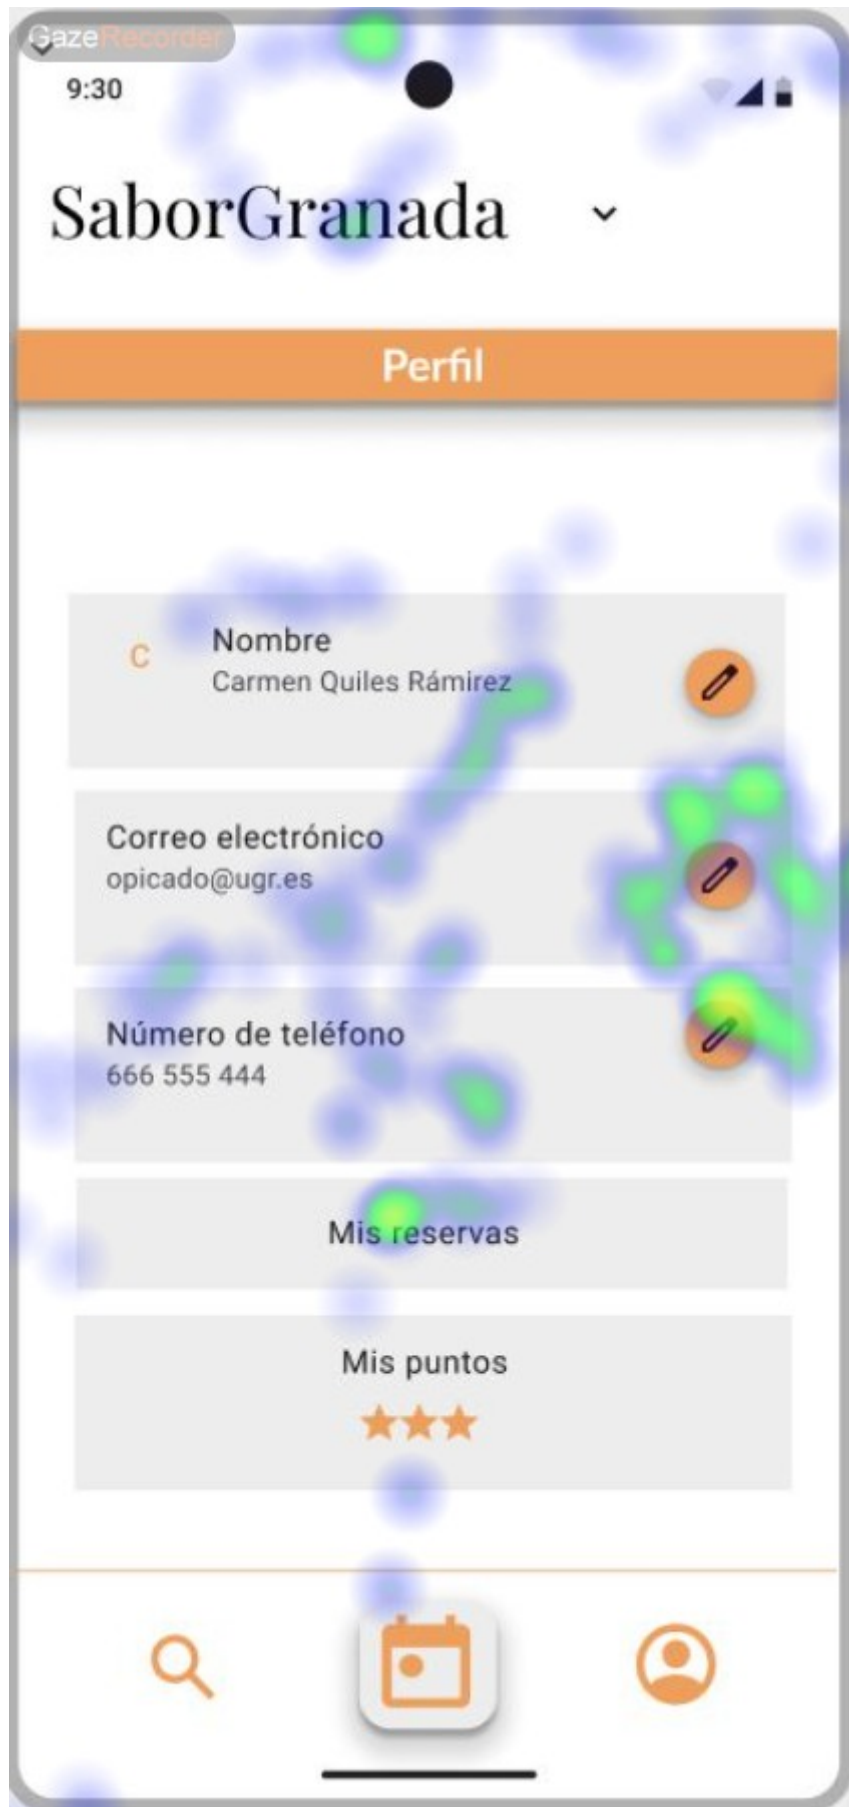 GazeRecorder
9:30
SaborGranada
Perfil
C
Nombre
Carmen Quiles Rámirez
Correo electrónico
opicado@ugr.es
Número de teléfono
666 555 444
Mis reservas
Mis puntos